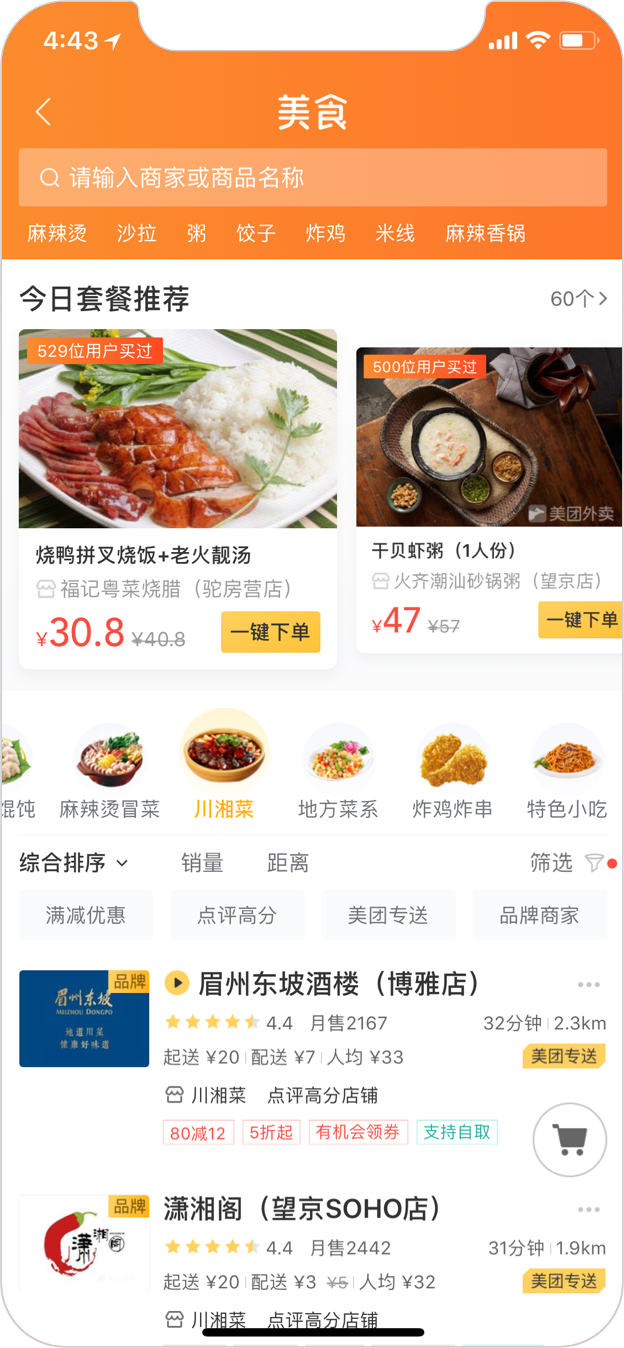 4:43
美食
请输入商家或商品名称
麻辣烫 沙拉 粥 饺子 炸鸡 米线 麻辣香锅
今日套餐推荐 60个
529位用户买过
500位用户买过
美团外卖
烧鸭拼叉烧饭+老火靓汤
福记粤菜烧腊（驼房营店）
¥30.8 ¥40.8 一键下单
干贝虾粥（1人份）
火齐潮汕砂锅粥（望京店）
¥47 ¥57 一键下单
馄饨 麻辣烫冒菜 川湘菜 地方菜系 炸鸡炸串 特色小吃
综合排序 销量 距离 筛选
满减优惠 点评高分 美团专送 品牌商家
品牌
眉州东坡
MEIZHOU DONGPO
地道川菜
健康好味道
眉州东坡酒楼（博雅店）
4.4 月售2167 32分钟 2.3km
起送 ¥20 配送 ¥7 人均 ¥33 美团专送
川湘菜 点评高分店铺
80减12 5折起 有机会领券 支持自取
品牌
潇湘阁
潇湘阁（望京SOHO店）
4.4 月售2442 31分钟 1.9km
起送 ¥20 配送 ¥3 ¥5 人均 ¥32 美团专送
川湘菜 点评高分店铺